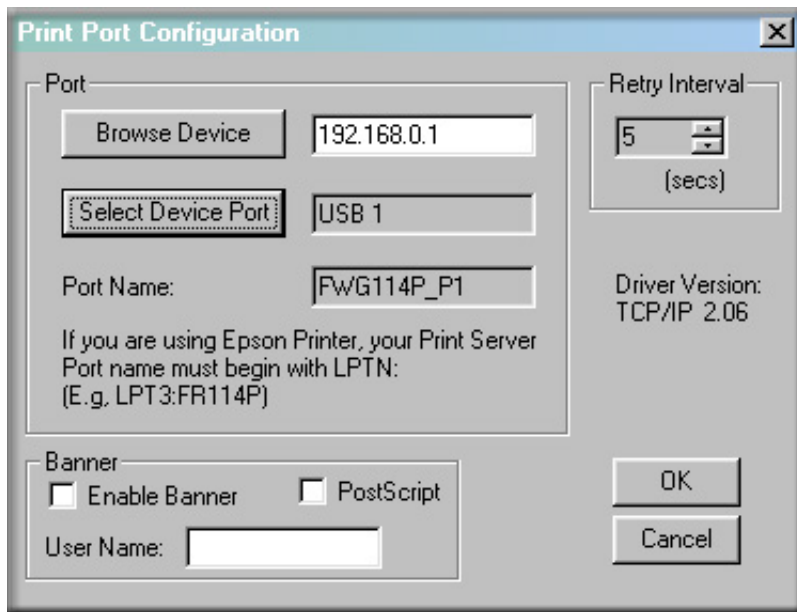 Print Port Configuration
Port
Browse Device
192.168.0.1
Select Device Port
USB 1
Port Name:
FWG114P_P1
If you are using Epson Printer, your Print Server
Port name must begin with LPTN:
(E.g, LPT3:FR114P)
Retry Interval
5
(secs)
Driver Version:
TCP/IP 2.06
Banner
Enable Banner
PostScript
User Name:
OK
Cancel